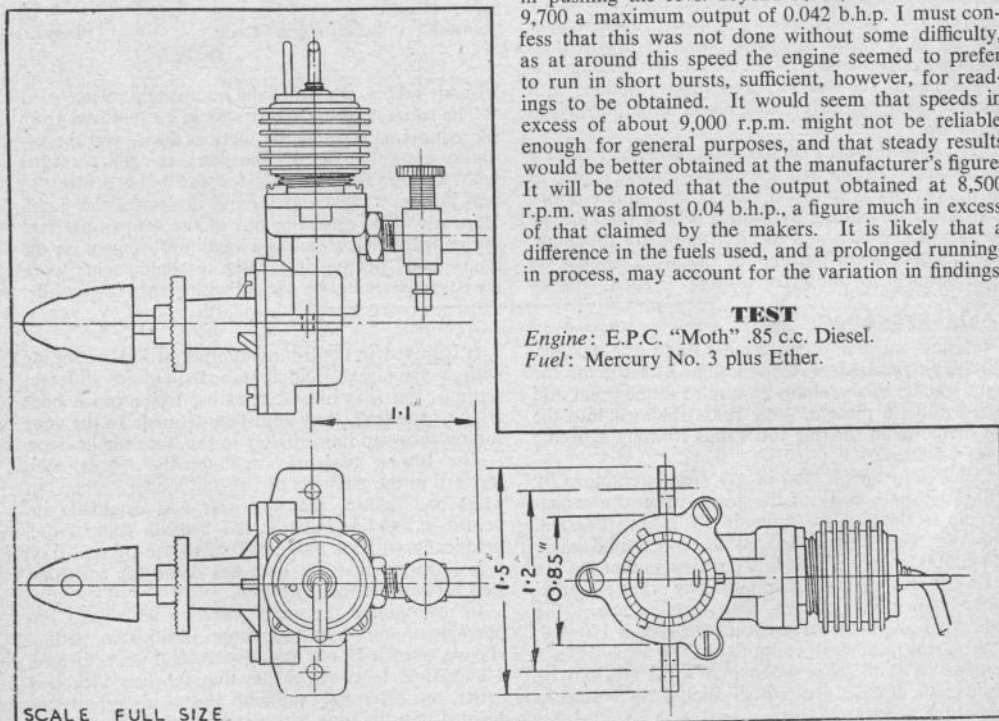 in pushing the
9,700 a maximum output of 0.042 b.h.p. I must con-
fess that this was not done without some difficulty,
as at around this speed the engine seemed to prefer
to run in short bursts, sufficient, however, for read-
ings to be obtained. It would seem that speeds in
excess of about 9,000 r.p.m. might not be reliable
enough for general purposes, and that steady results
would be better obtained at the manufacturer's figure.
It will be noted that the output obtained at 8,500
r.p.m. was almost 0.04 b.h.p., a figure much in excess
of that claimed by the makers. It is likely that a
difference in the fuels used, and a prolonged running-
in process, may account for the variation in findings.
TEST
Engine: E.P.C. "Moth" .85 c.c. Diesel.
Fuel: Mercury No. 3 plus Ether.
1·1"
1·5"
1·2"
0·85"
SCALE FULL SIZE